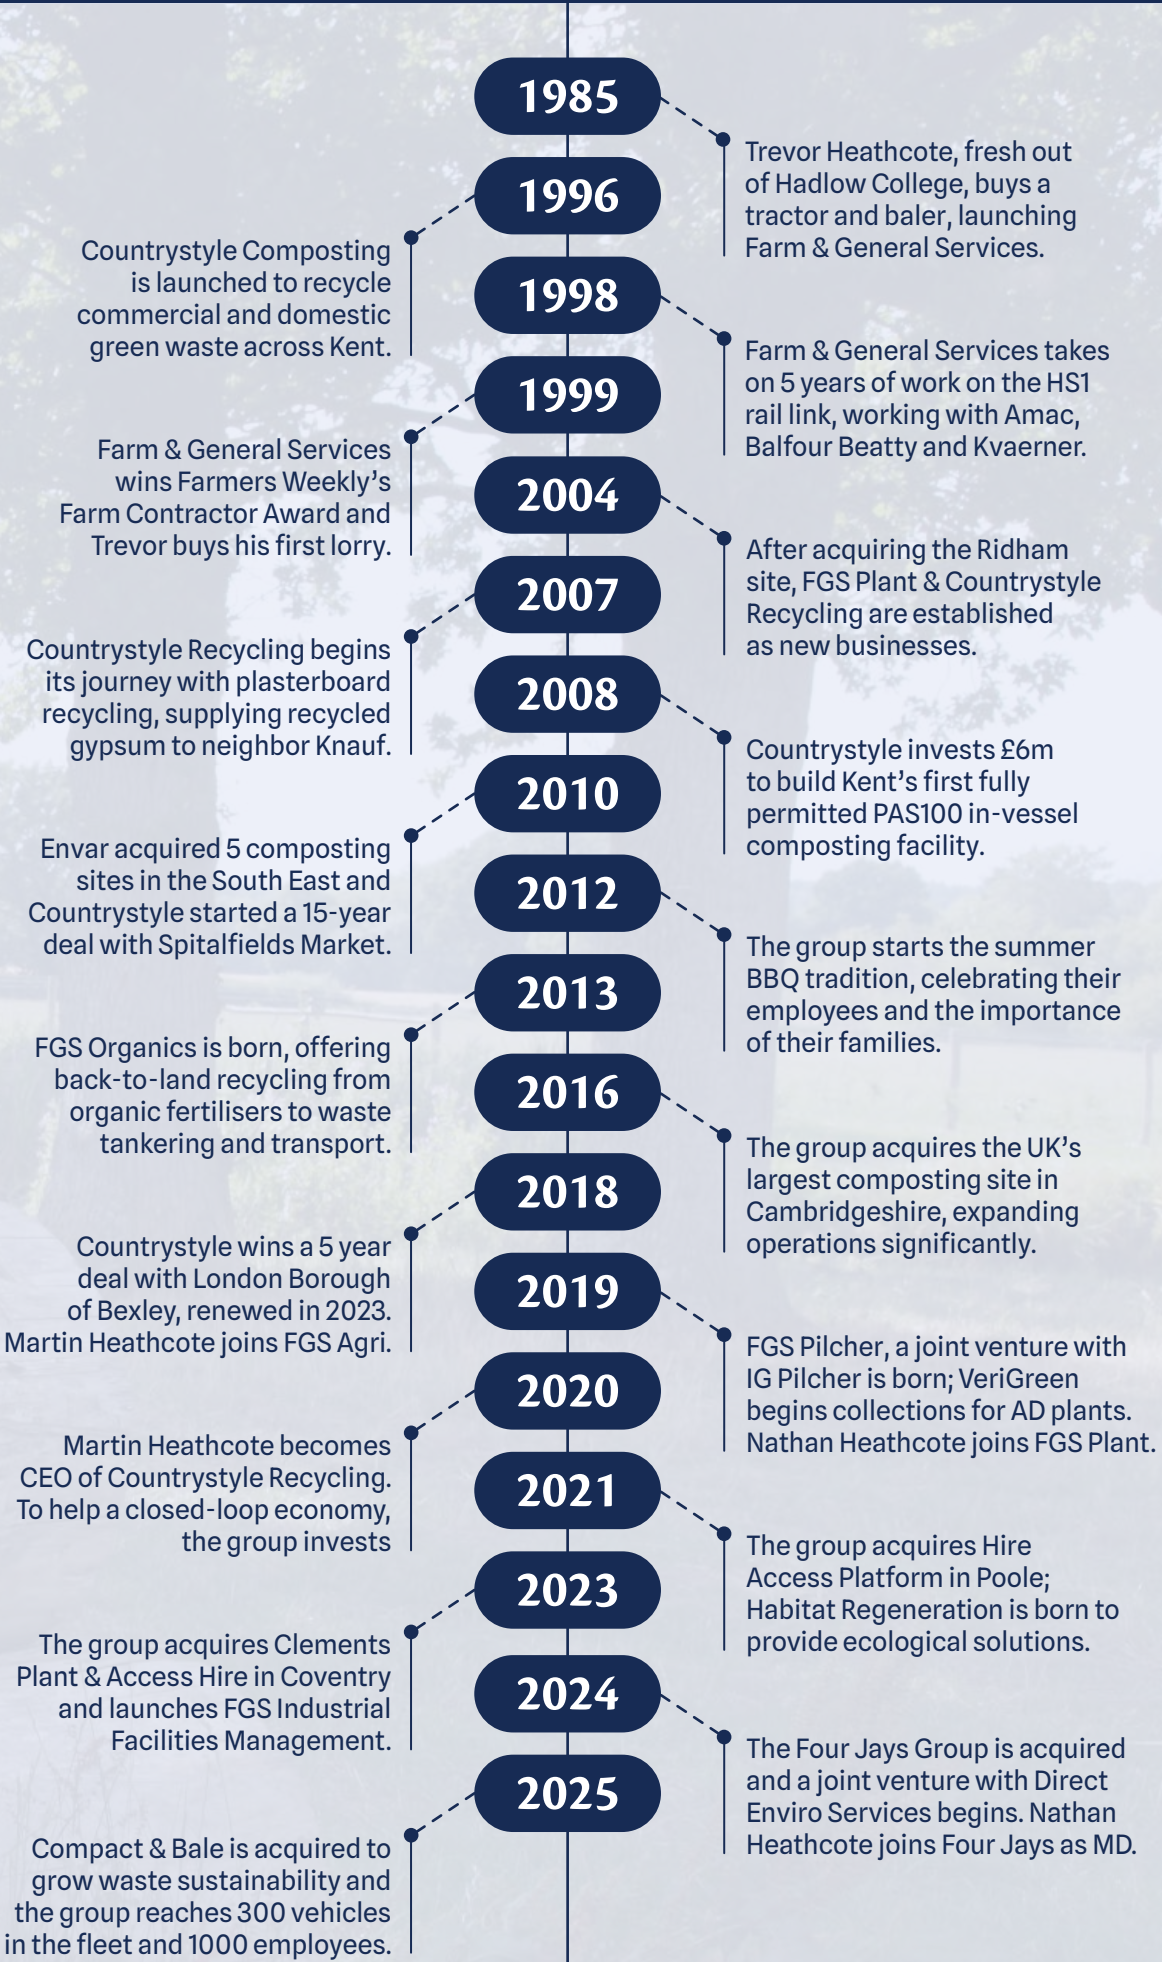 1985
Trevor Heathcote, fresh out
of Hadlow College, buys a
tractor and baler, launching
Farm & General Services.
1996
Countrystyle Composting
is launched to recycle
commercial and domestic
green waste across Kent.
1998
Farm & General Services takes
on 5 years of work on the HS1
rail link, working with Amac,
Balfour Beatty and Kvaerner.
1999
Farm & General Services
wins Farmers Weekly’s
Farm Contractor Award and
Trevor buys his first lorry.
2004
After acquiring the Ridham
site, FGS Plant & Countrystyle
Recycling are established
as new businesses.
2007
Countrystyle Recycling begins
its journey with plasterboard
recycling, supplying recycled
gypsum to neighbor Knauf.
2008
Countrystyle invests £6m
to build Kent’s first fully
permitted PAS100 in-vessel
composting facility.
2010
Envar acquired 5 composting
sites in the South East and
Countrystyle started a 15-year
deal with Spitalfields Market.
2012
The group starts the summer
BBQ tradition, celebrating their
employees and the importance
of their families.
2013
FGS Organics is born, offering
back-to-land recycling from
organic fertilisers to waste
tankering and transport.
2016
The group acquires the UK’s
largest composting site in
Cambridgeshire, expanding
operations significantly.
2018
Countrystyle wins a 5 year
deal with London Borough
of Bexley, renewed in 2023.
Martin Heathcote joins FGS Agri.
2019
FGS Pilcher, a joint venture with
IG Pilcher is born; VeriGreen
begins collections for AD plants.
Nathan Heathcote joins FGS Plant.
2020
Martin Heathcote becomes
CEO of Countrystyle Recycling.
To help a closed-loop economy,
the group invests
2021
The group acquires Hire
Access Platform in Poole;
Habitat Regeneration is born to
provide ecological solutions.
2023
The group acquires Clements
Plant & Access Hire in Coventry
and launches FGS Industrial
Facilities Management.
2024
The Four Jays Group is acquired
and a joint venture with Direct
Enviro Services begins. Nathan
Heathcote joins Four Jays as MD.
2025
Compact & Bale is acquired to
grow waste sustainability and
the group reaches 300 vehicles
in the fleet and 1000 employees.